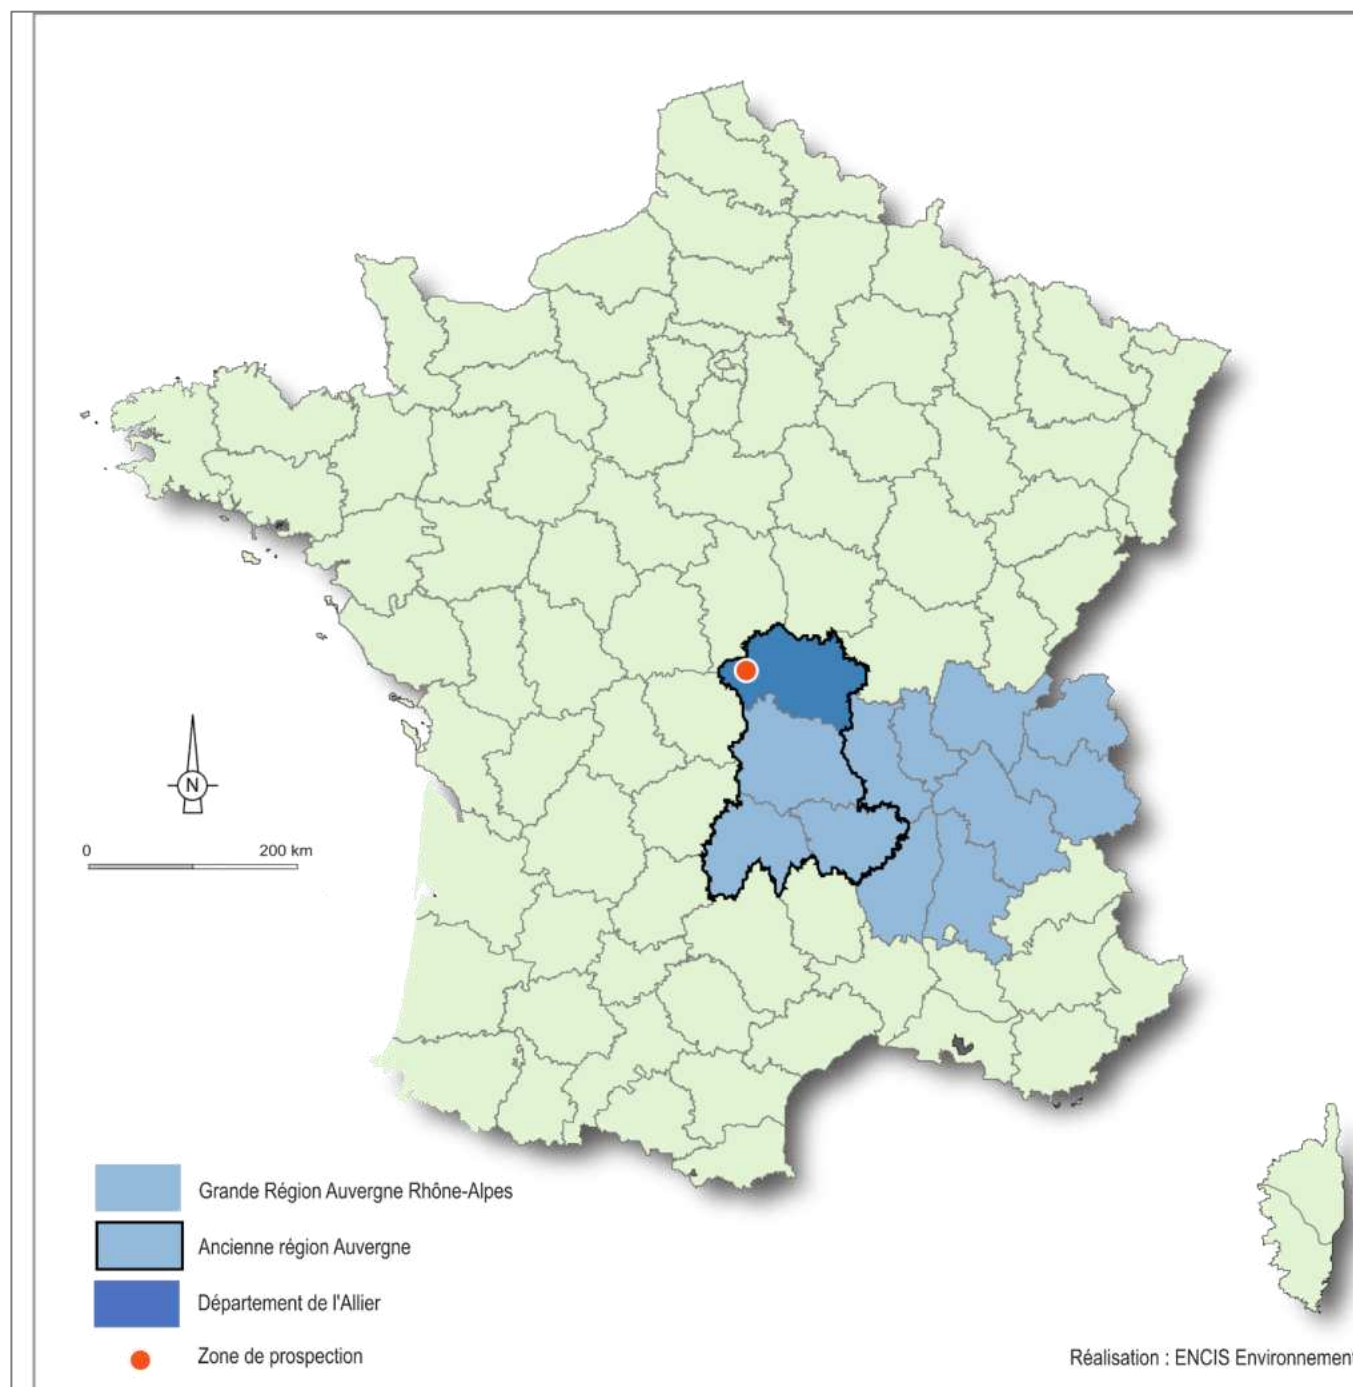 N
0 200 km
Grande Région Auvergne Rhône-Alpes
Ancienne région Auvergne
Département de l'Allier
Zone de prospection
Réalisation : ENCIS Environnement